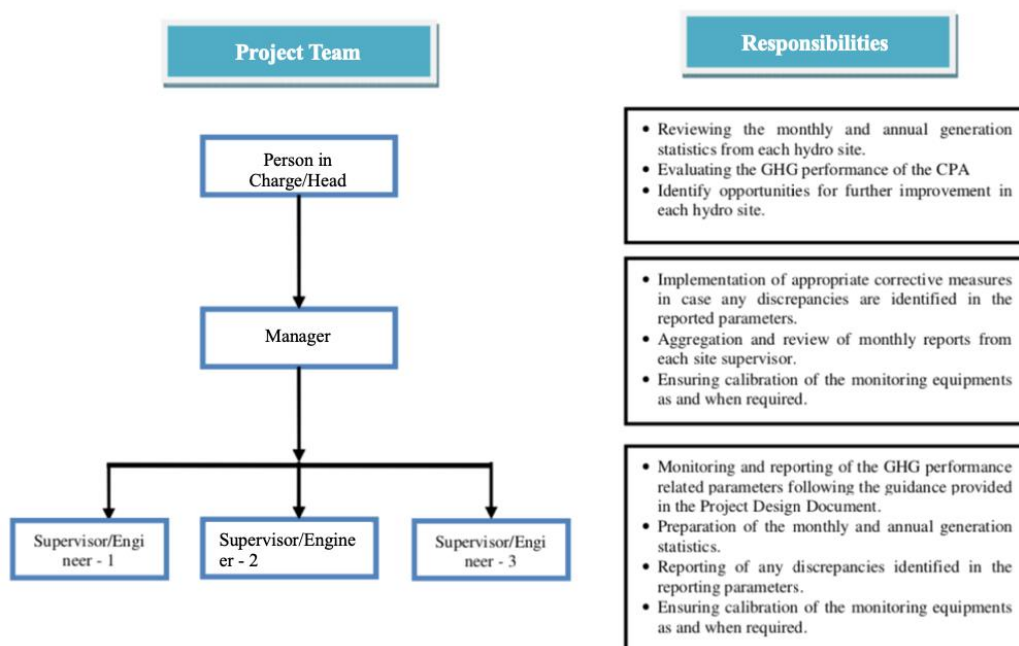 Project Team
Responsibilities
Person in
Charge/Head
• Reviewing the monthly and annual generation
statistics from each hydro site.
• Evaluating the GHG performance of the CPA
• Identify opportunities for further improvement in
each hydro site.
Manager
• Implementation of appropriate corrective measures
in case any discrepancies are identified in the
reported parameters.
• Aggregation and review of monthly reports from
each site supervisor.
• Ensuring calibration of the monitoring equipments
as and when required.
Supervisor/Engi
neer - 1
Supervisor/Enginee
er - 2
Supervisor/Engi
neer - 3
• Monitoring and reporting of the GHG performance
related parameters following the guidance provided
in the Project Design Document.
• Preparation of the monthly and annual generation
statistics.
• Reporting of any discrepancies identified in the
reporting parameters.
• Ensuring calibration of the monitoring equipments
as and when required.